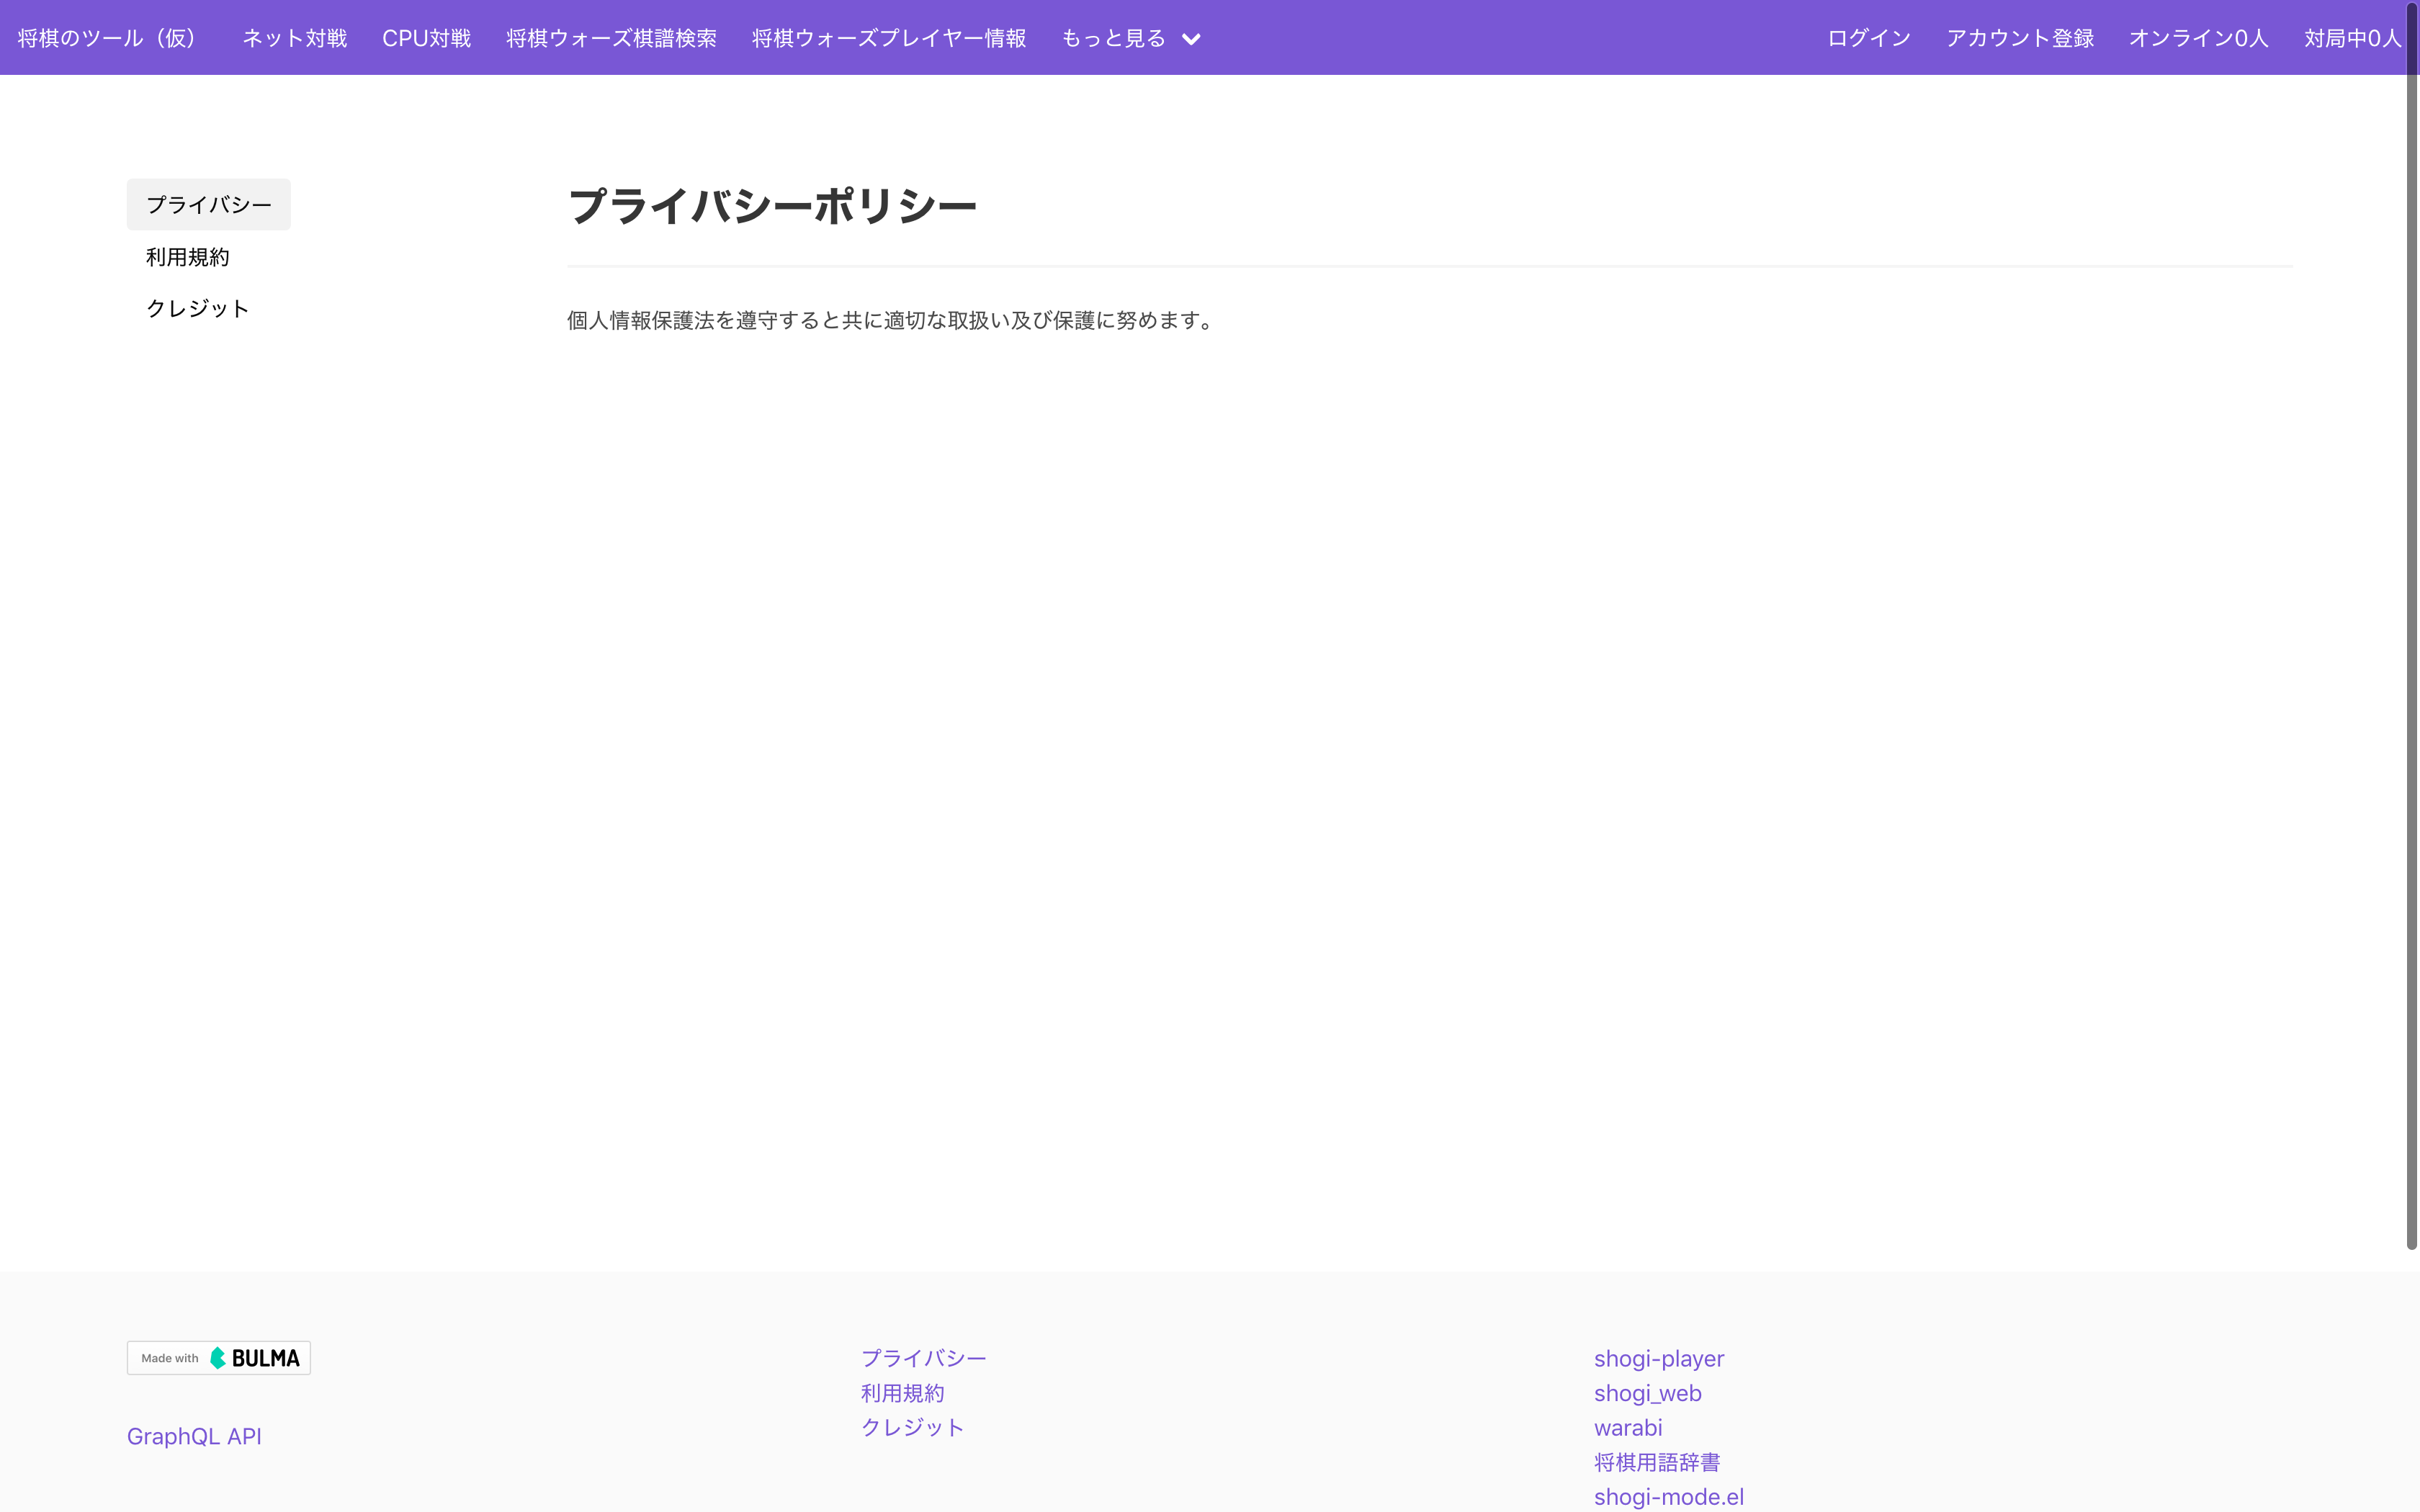 将棋のツール（仮） ネット対戦 CPU対戦 将棋ウォーズ棋譜検索 将棋ウォーズプレイヤー情報 もっと見る ログイン アカウント登録 オンライン0人 対局中0人
プライバシー
利用規約
クレジット
プライバシーポリシー
個人情報保護法を遵守すると共に適切な取扱い及び保護に努めます。
Made with BULMA
GraphQL API
プライバシー
利用規約
クレジット
shogi-player
shogi_web
warabi
将棋用語辞書
shogi-mode.el